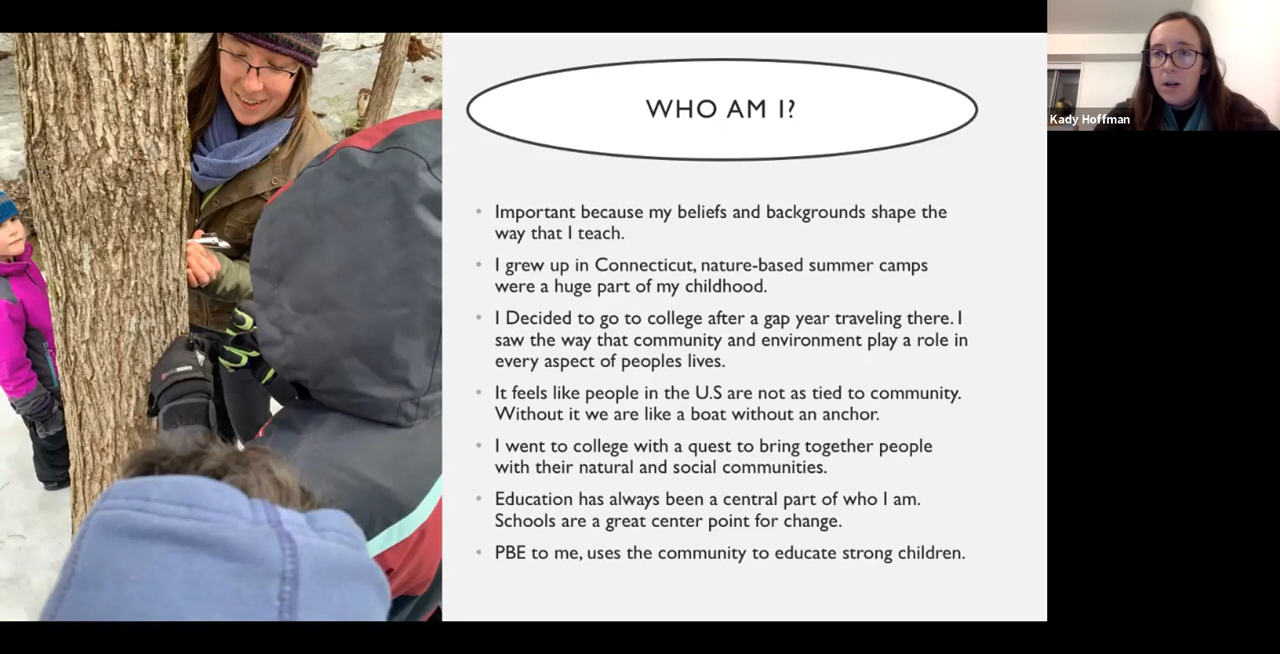 WHO AM I?
Kady Hoffman
• Important because my beliefs and backgrounds shape the
way that I teach.
• I grew up in Connecticut, nature-based summer camps
were a huge part of my childhood.
• I Decided to go to college after a gap year traveling there. I
saw the way that community and environment play a role in
every aspect of peoples lives.
• It feels like people in the U.S are not as tied to community.
Without it we are like a boat without an anchor.
• I went to college with a quest to bring together people
with their natural and social communities.
• Education has always been a central part of who I am.
Schools are a great center point for change.
• PBE to me, uses the community to educate strong children.